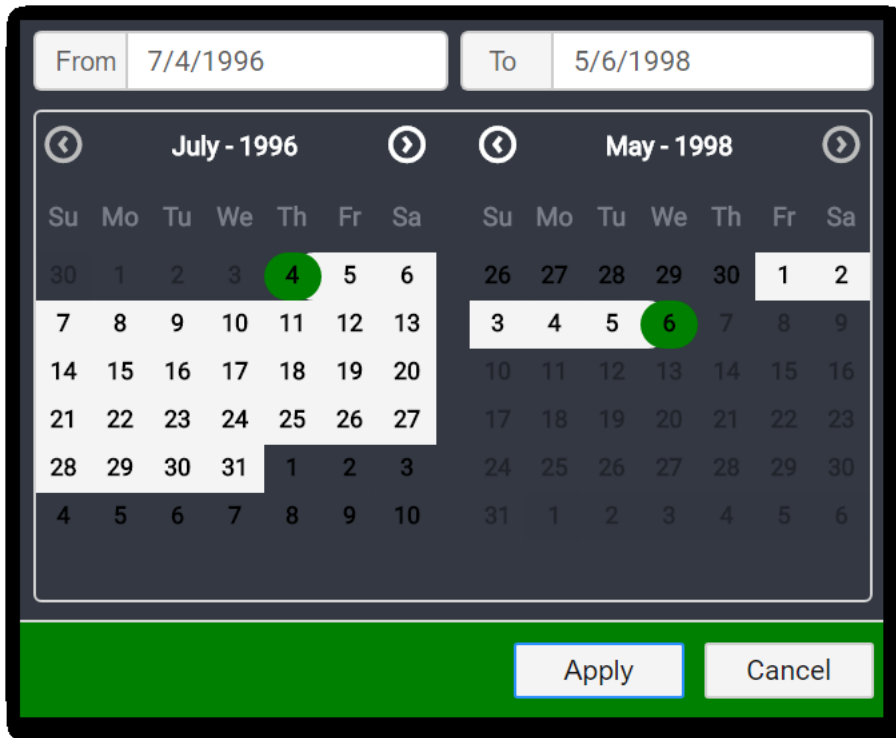 From 7/4/1996 To 5/6/1998
July - 1996 May - 1998
Su Mo Tu We Th Fr Sa Su Mo Tu We Th Fr Sa
30 1 2 3 4 5 6 26 27 28 29 30 1 2
7 8 9 10 11 12 13 3 4 5 6 7 8 9
14 15 16 17 18 19 20 10 11 12 13 14 15 16
21 22 23 24 25 26 27 17 18 19 20 21 22 23
28 29 30 31 1 2 3 24 25 26 27 28 29 30
4 5 6 7 8 9 10 31 1 2 3 4 5 6
Apply Cancel